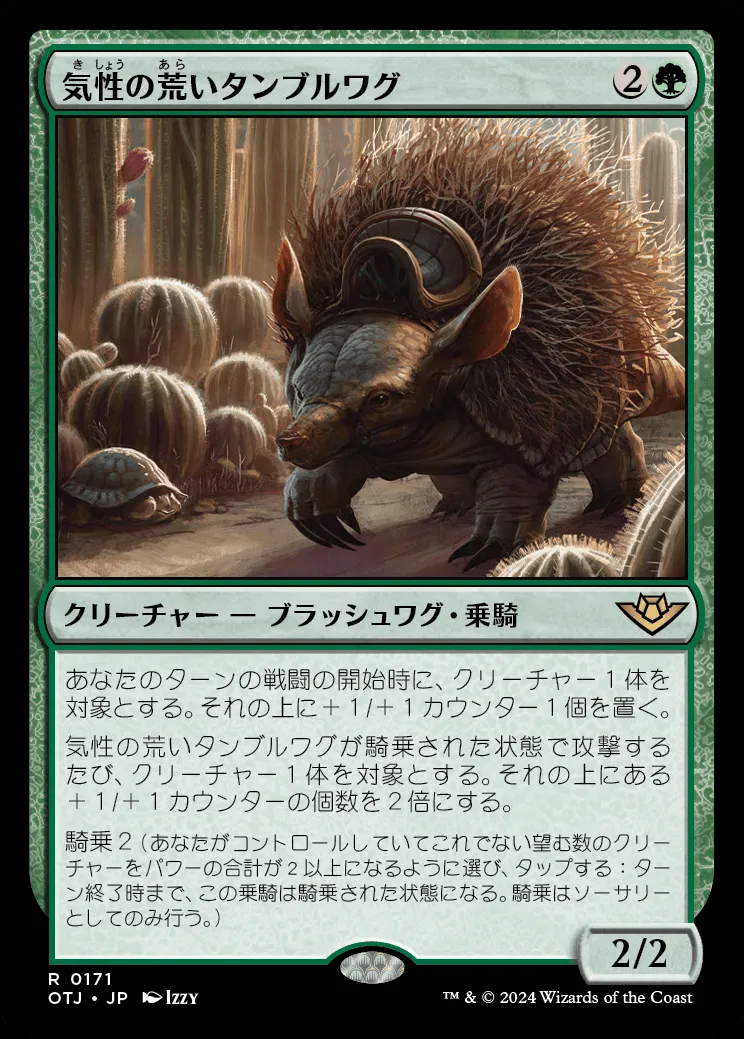 気性の荒いタンブルワグ 2
き しょう あら
クリーチャー — ブラッシュワグ・乗騎
あなたのターンの戦闘の開始時に、クリーチャー1体を
対象とする。それの上に+1/+1カウンター1個を置く。
気性の荒いタンブルワグが騎乗された状態で攻撃する
たび、クリーチャー1体を対象とする。それの上にある
+1/+1カウンターの個数を2倍にする。
騎乗2(あなたがコントロールしていてこれでない望む数のクリー
チャーをパワーの合計が2以上になるように選び、タップする：ター
ン終了時まで、この乗騎は騎乗された状態になる。騎乗はソーサリー
としてのみ行う。)
2/2
R 0171
OTJ • JP Izzy
™ & © 2024 Wizards of the Coast